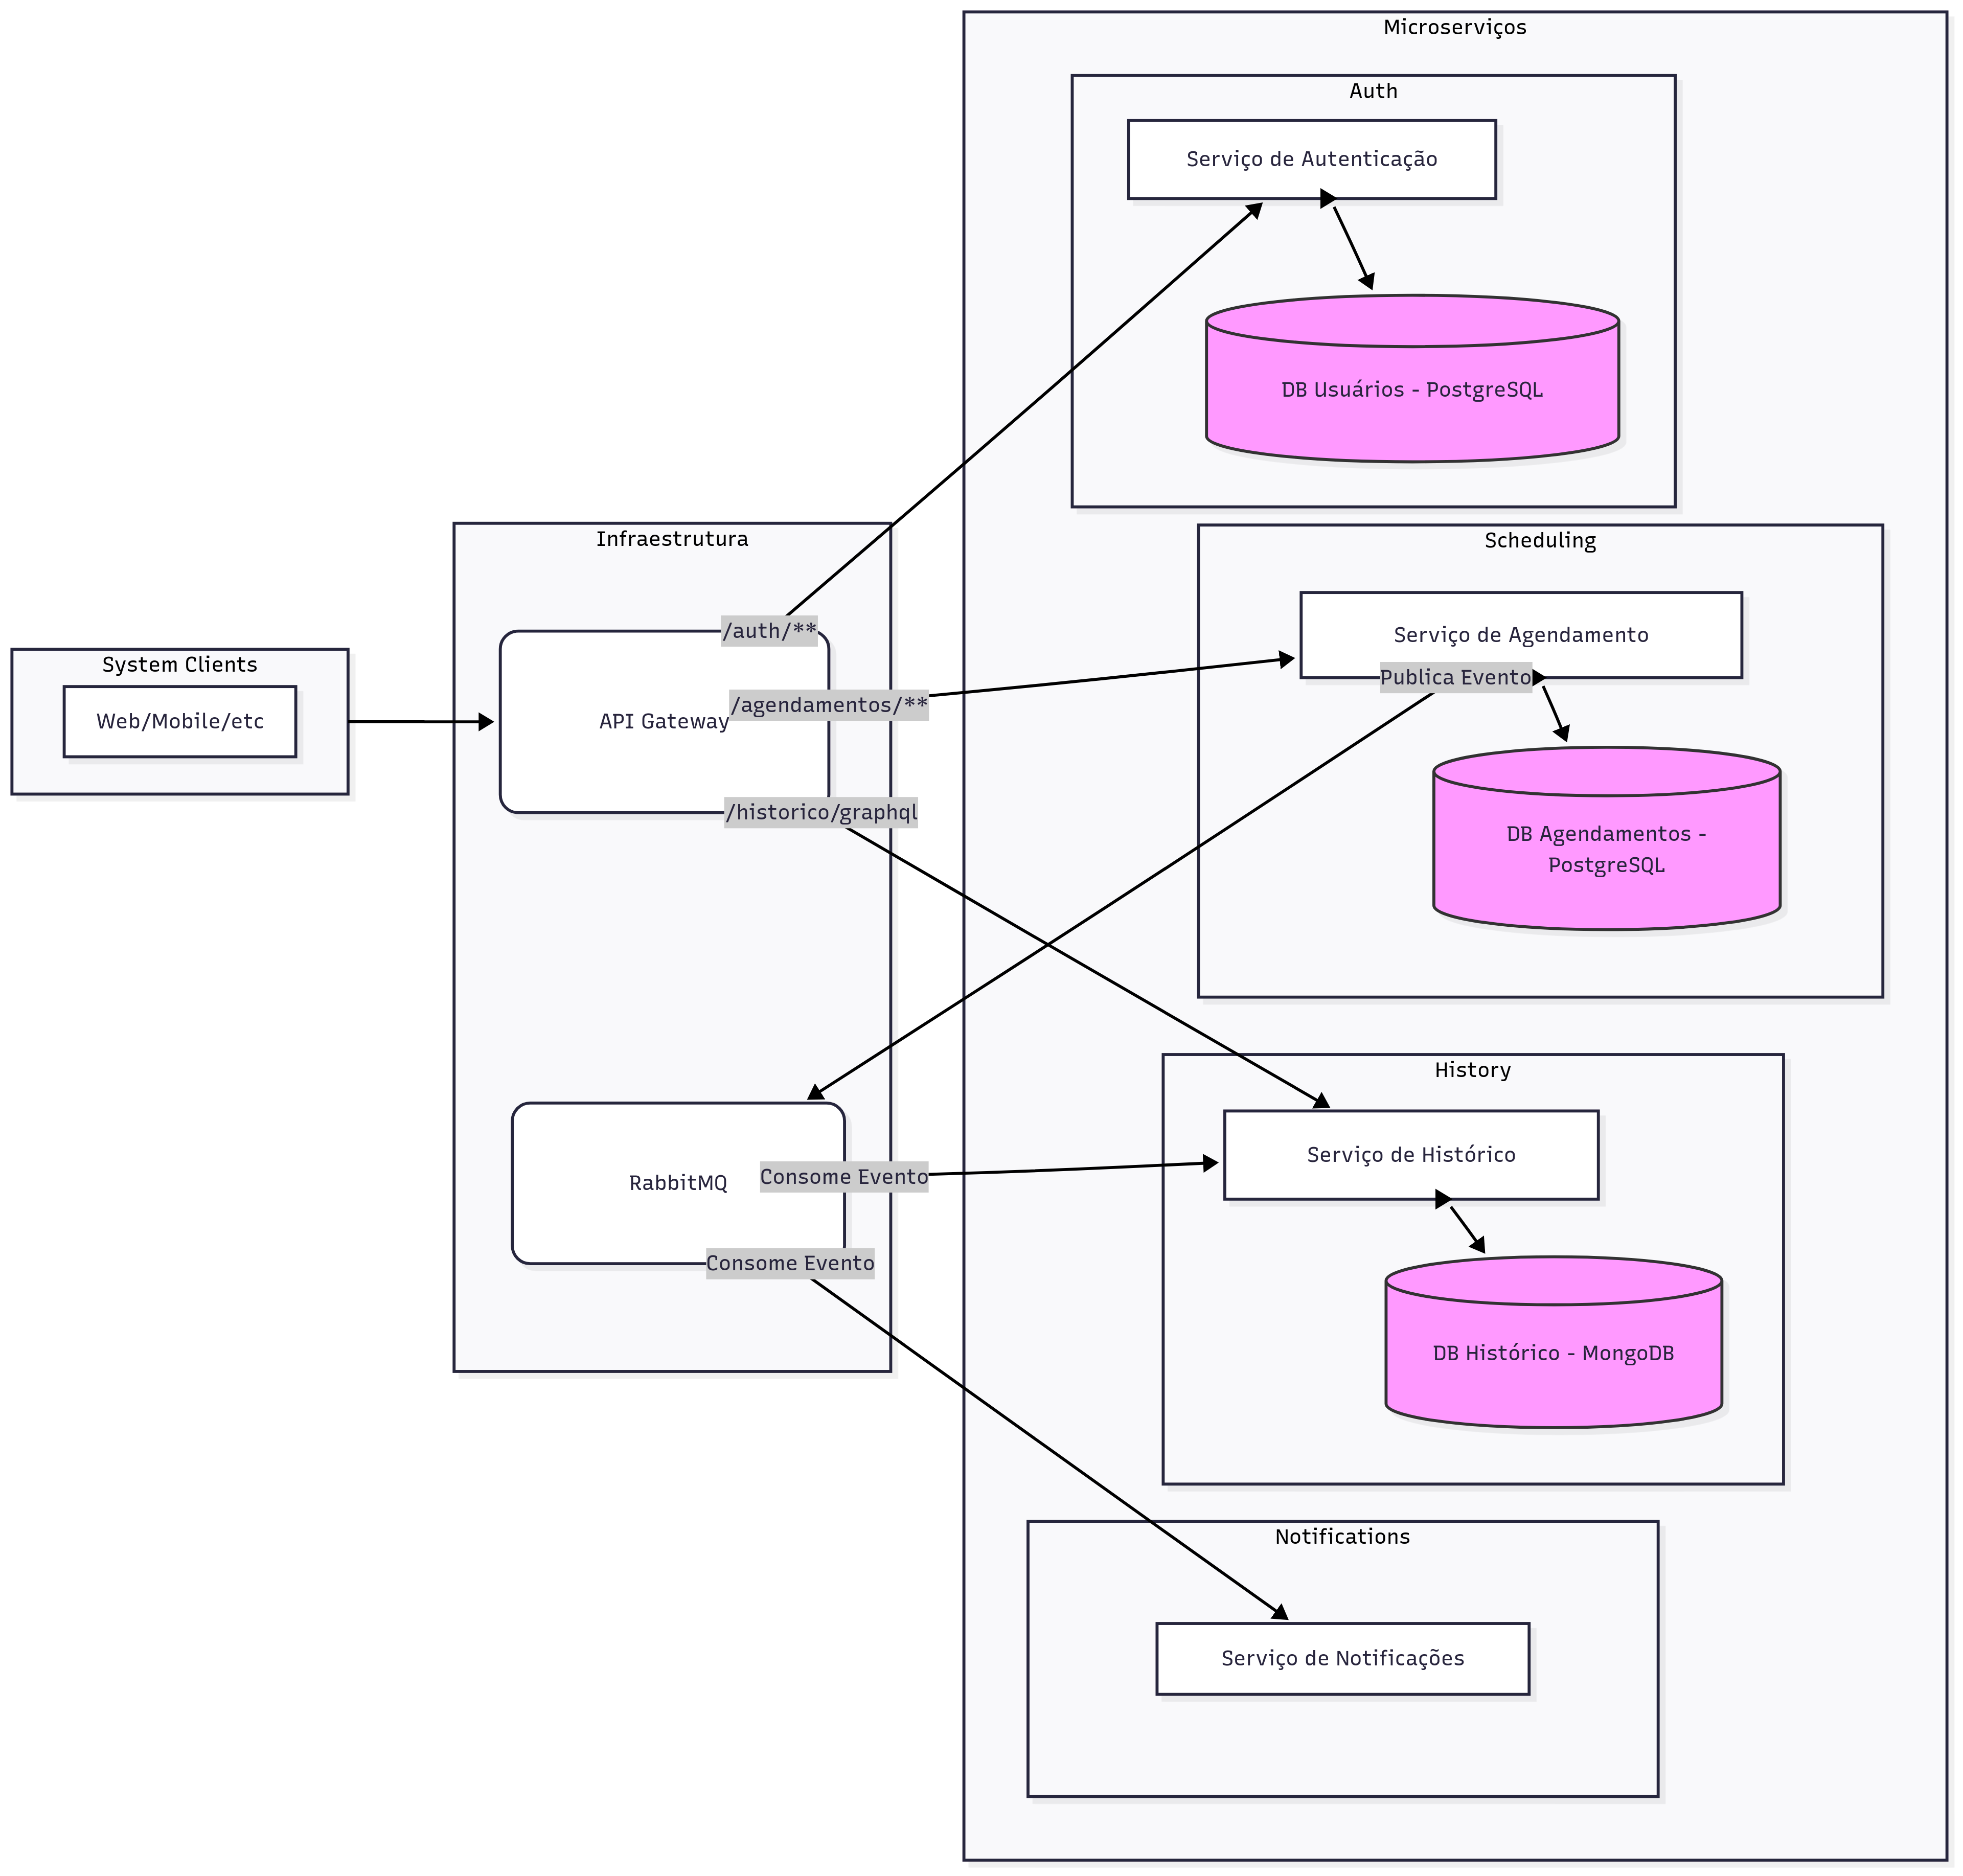 Microserviços
Auth
Serviço de Autenticação
DB Usuários - PostgreSQL
Infraestrutura
Scheduling
/auth/**
Serviço de Agendamento
System Clients
Web/Mobile/etc
API Gateway
/agendamentos/**
Publica Evento
/historico/graphql
DB Agendamentos -
PostgreSQL
History
Serviço de Histórico
RabbitMQ
Consome Evento
Consome Evento
DB Histórico - MongoDB
Notifications
Serviço de Notificações